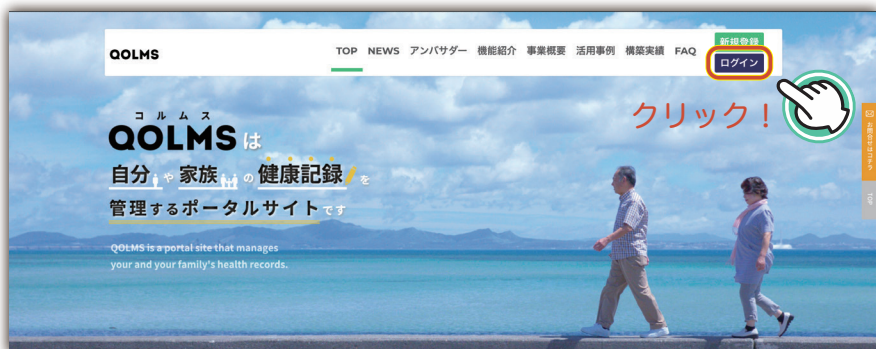 QOLMS
TOP NEWS アンバサダー 機能紹介 事業概要 活用事例 構築実績 FAQ
新規登録
ログイン
クリック！
コルムス
QOLMSは
自分や家族の健康記録を
管理するポータルサイトです
QOLMS is a portal site that manages
your and your family's health records.
お問合せはコチラ
TOP